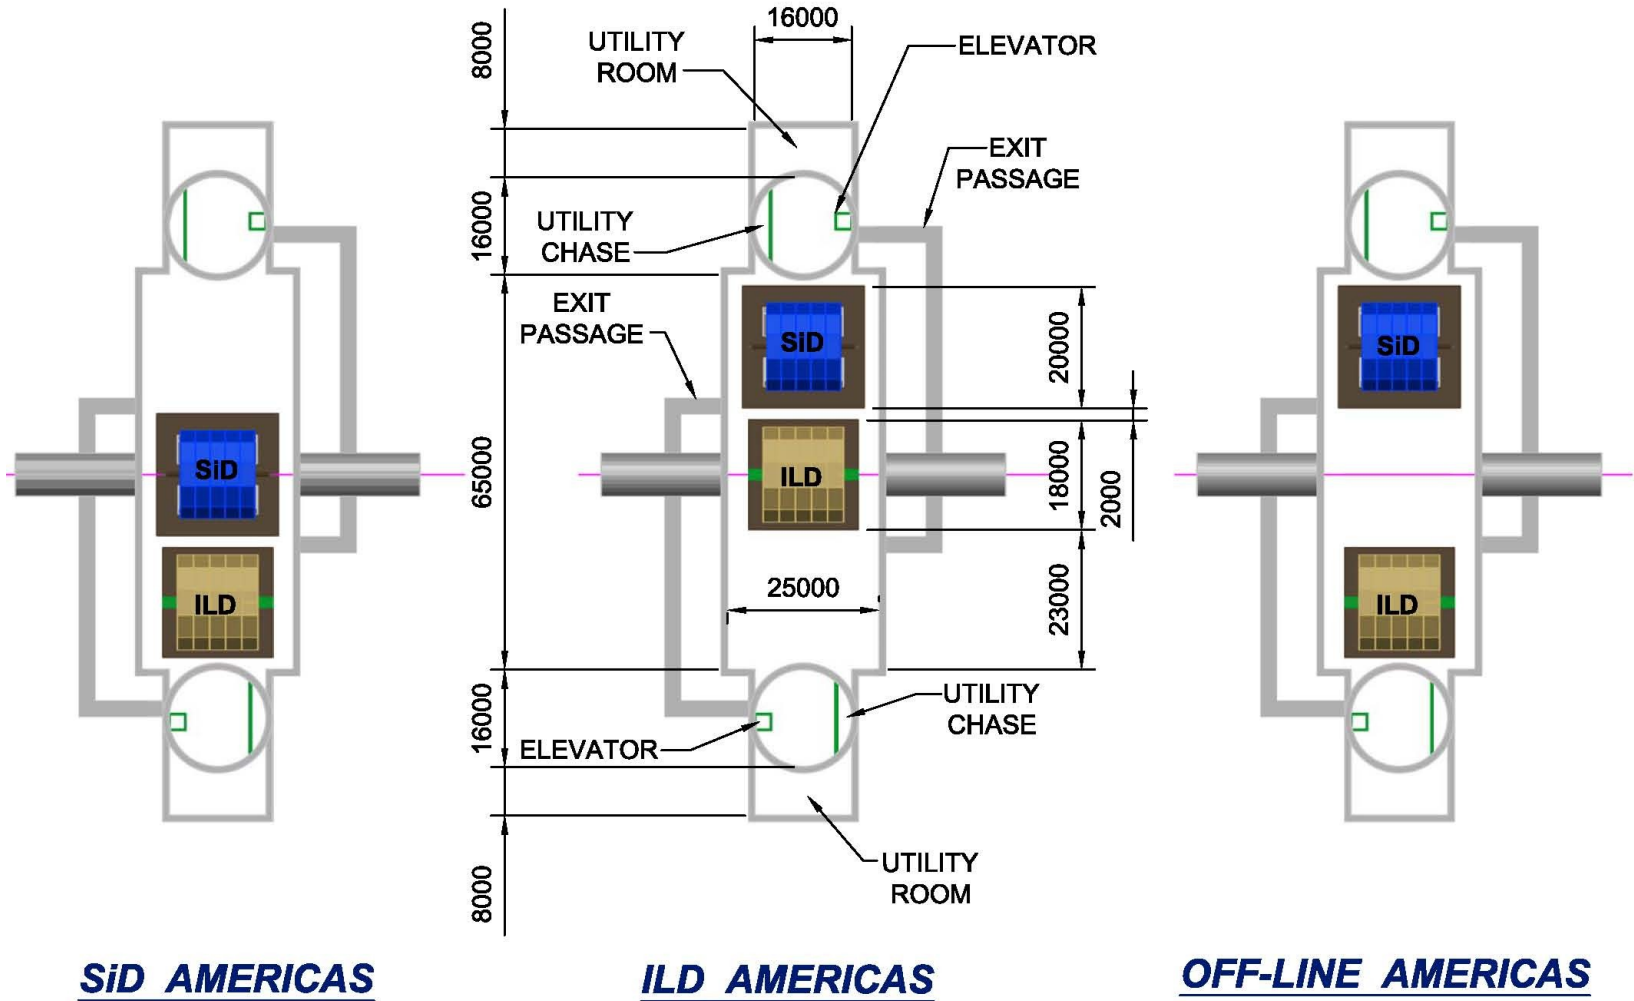 16000
8000
UTILITY
ROOM
ELEVATOR
EXIT
PASSAGE
16000
UTILITY
CHASE
EXIT
PASSAGE
SiD
SiD
20000
SiD
65000
ILD
18000
2000
ILD
25000
23000
ILD
16000
UTILITY
CHASE
ELEVATOR
UTILITY
ROOM
8000
SiD AMERICAS
ILD AMERICAS
OFF-LINE AMERICAS